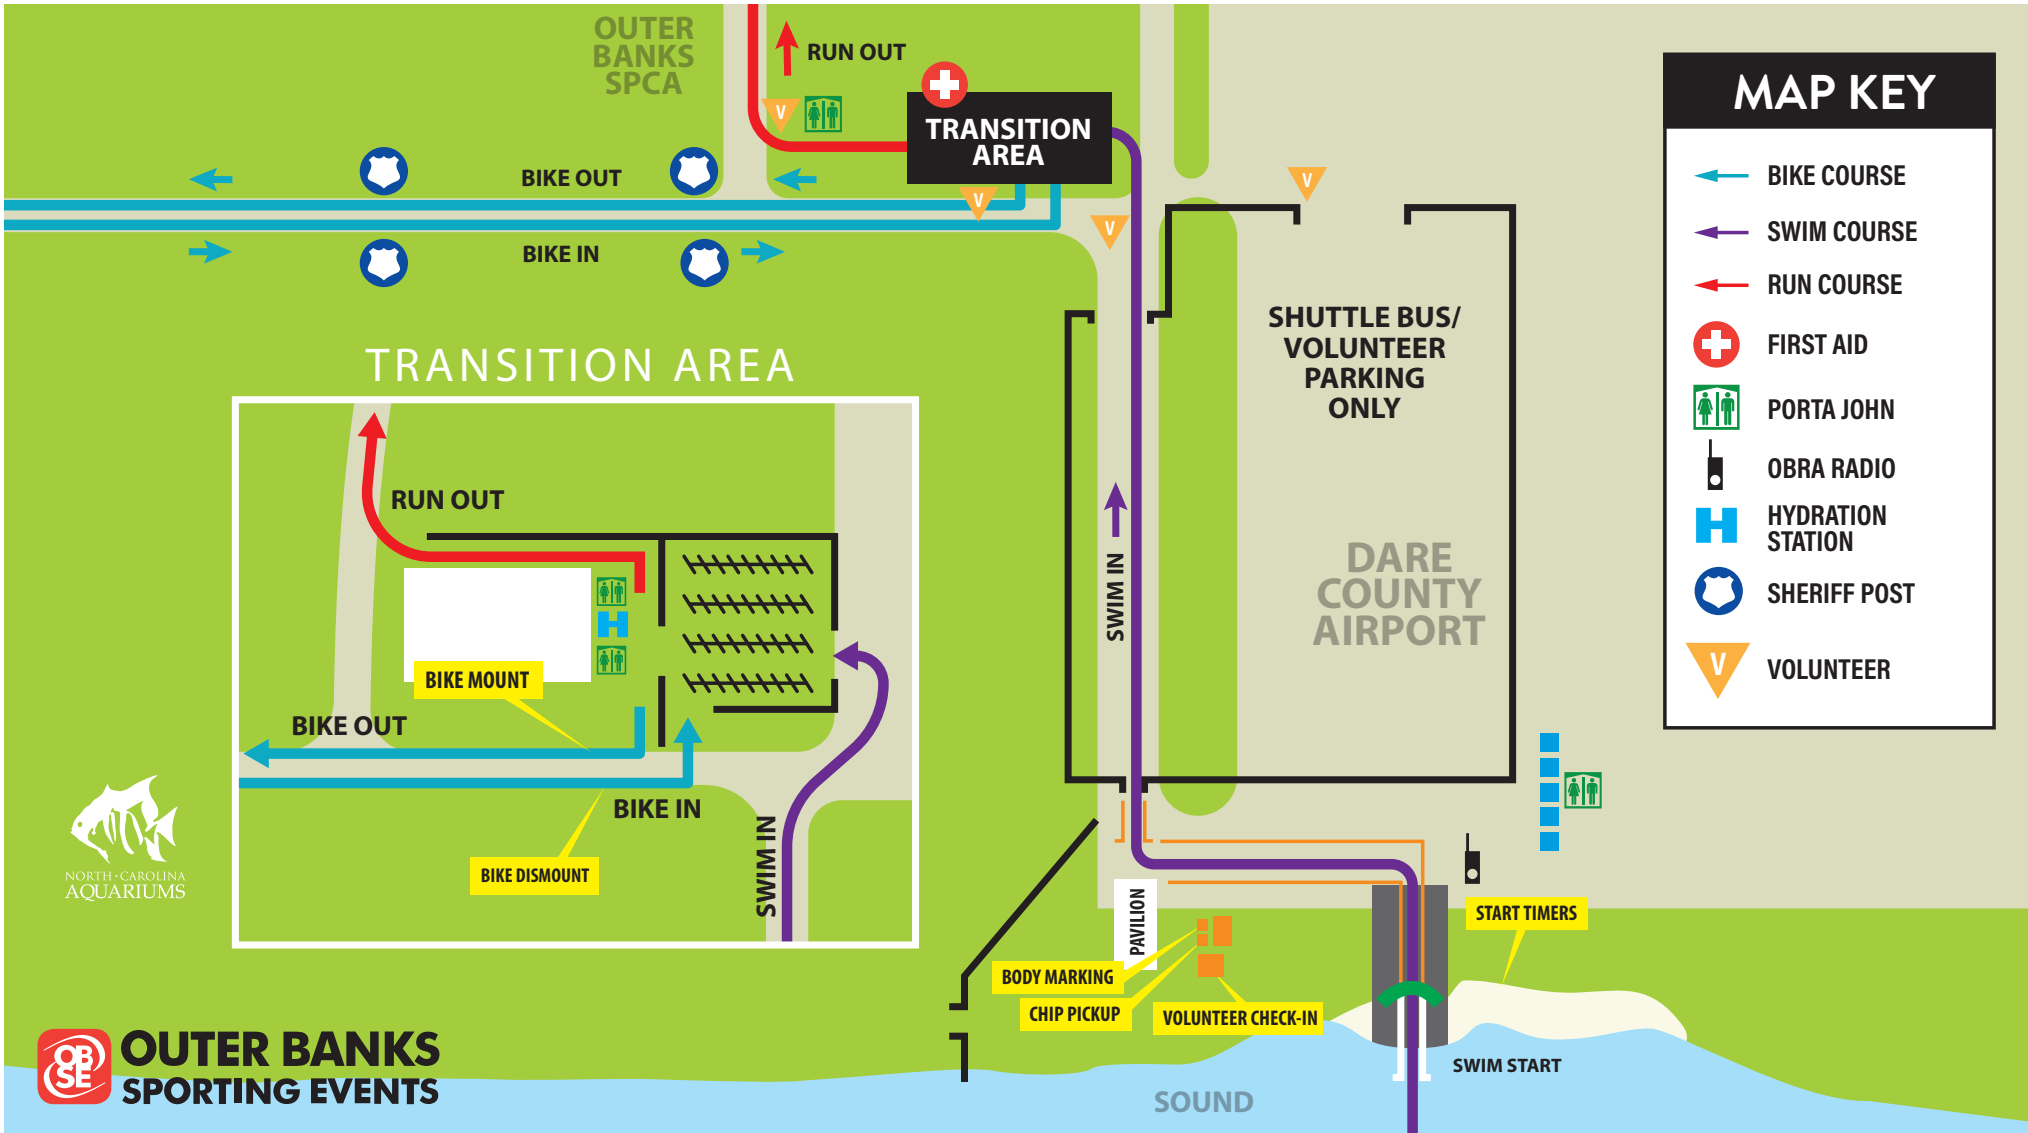 OUTER
BANKS
SPCA
RUN OUT
V
TRANSITION
AREA
BIKE OUT
V
V
V
BIKE IN
TRANSITION AREA
SHUTTLE BUS/
VOLUNTEER
PARKING
ONLY
DARE
COUNTY
AIRPORT
SWIM IN
RUN OUT
H
BIKE MOUNT
BIKE OUT
BIKE IN
BIKE DISMOUNT
SWIM IN
NORTH·CAROLINA
AQUARIUMS
OBSE
OUTER BANKS
SPORTING EVENTS
PAVILION
BODY MARKING
CHIP PICKUP
VOLUNTEER CHECK-IN
START TIMERS
SWIM START
SOUND
MAP KEY
BIKE COURSE
SWIM COURSE
RUN COURSE
FIRST AID
PORTA JOHN
OBRA RADIO
H
HYDRATION
STATION
SHERIFF POST
V
VOLUNTEER